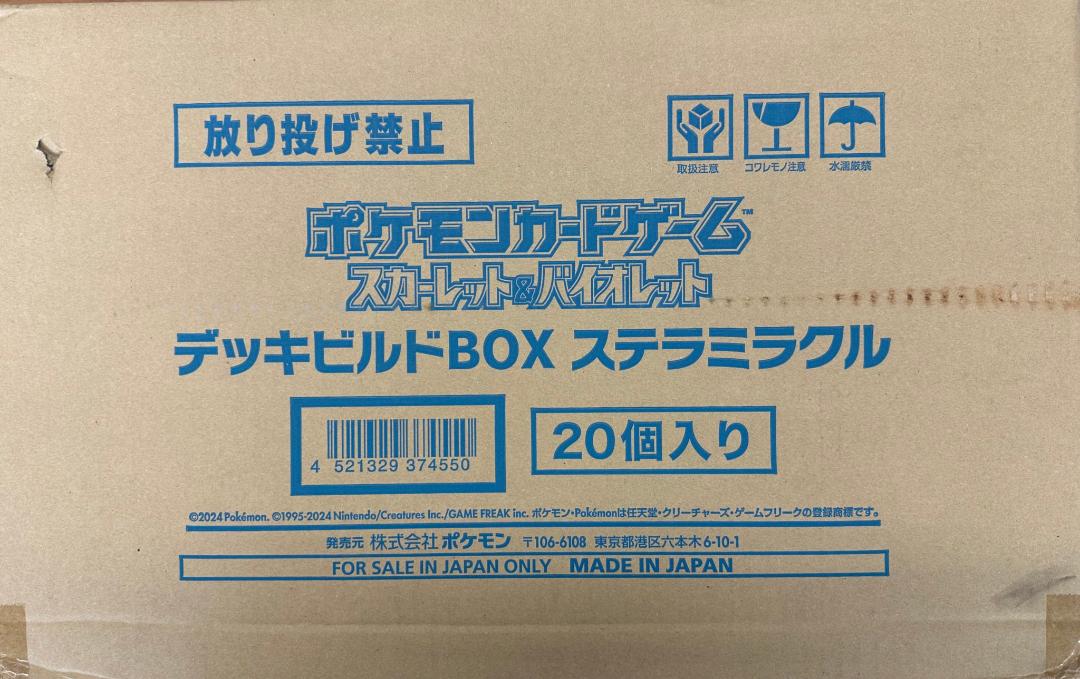 放り投げ禁止
取扱注意 コワレモノ注意 水濡厳禁
ポケモンカードゲーム™
スカーレット&バイオレット
デッキビルドBOX ステラミラクル
4 521329 374550
20個入り
©2024 Pokémon. ©1995-2024 Nintendo/Creatures Inc./GAME FREAK inc. ポケモン・Pokémonは任天堂・クリーチャーズ・ゲームフリークの登録商標です。
発売元 株式会社ポケモン 〒106-6108 東京都港区六本木6-10-1
FOR SALE IN JAPAN ONLY MADE IN JAPAN